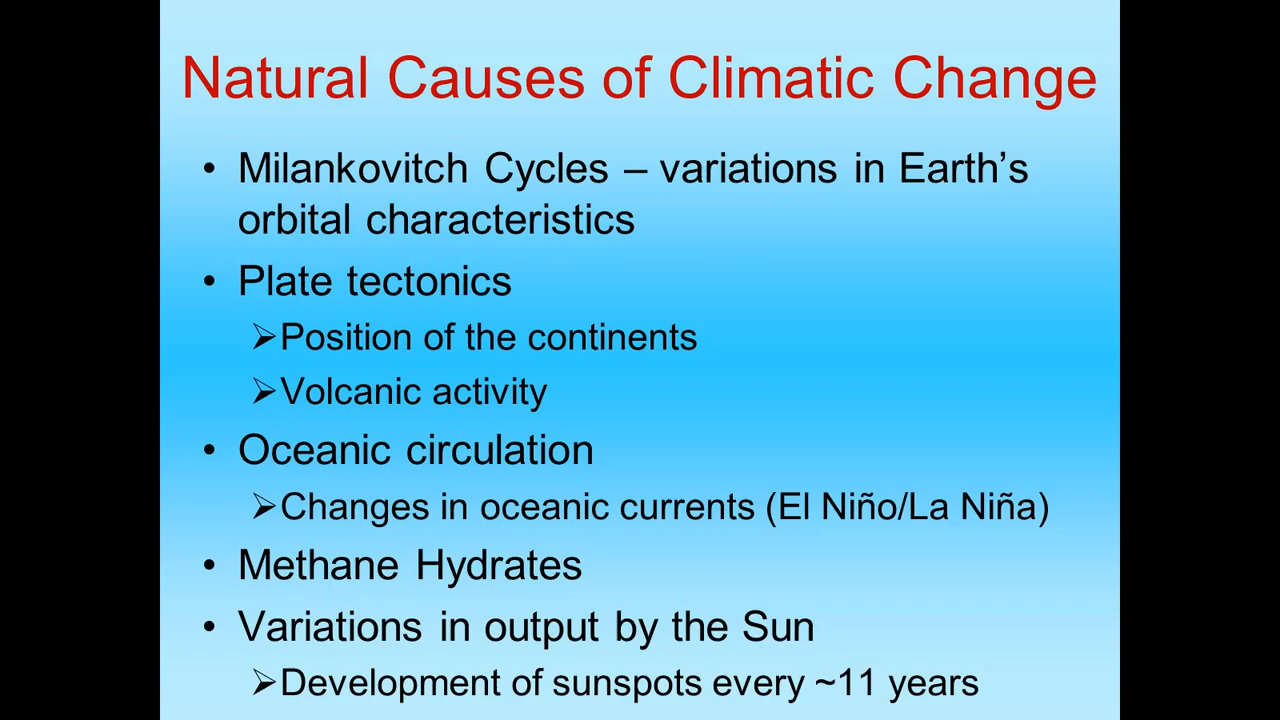 Natural Causes of Climatic Change
• Milankovitch Cycles – variations in Earth’s
orbital characteristics
• Plate tectonics
➢Position of the continents
➢Volcanic activity
• Oceanic circulation
➢Changes in oceanic currents (El Niño/La Niña)
• Methane Hydrates
• Variations in output by the Sun
➢Development of sunspots every ~11 years